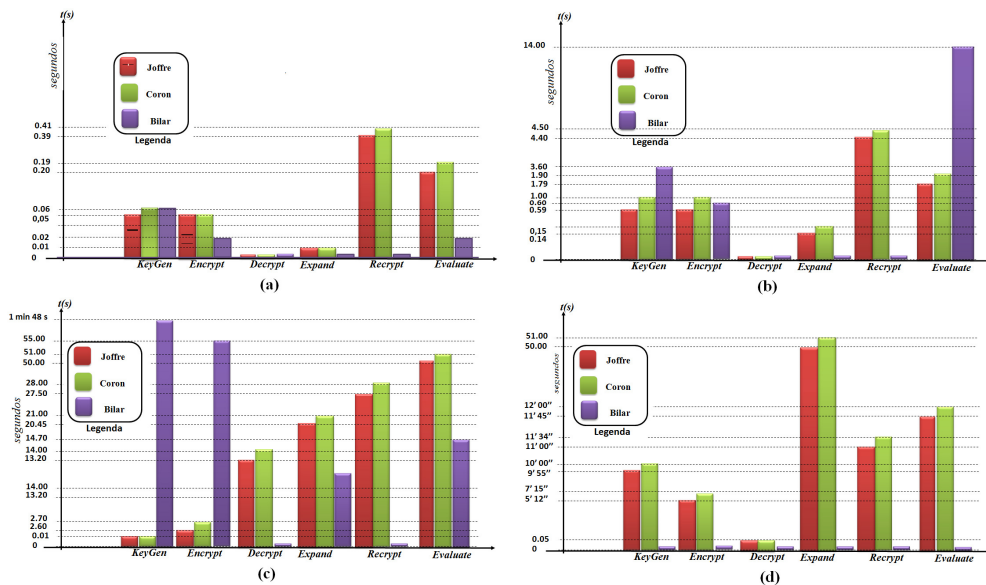 t(s)
segundos
Joffre
Coron
Bilar
Legenda
0.41
0.39
0.19
0.20
0.06
0,05
0.02
0.01
0
KeyGen Encrypt Decrypt Expand Recrypt Evaluate
(a)
t(s)
segundos
14.00
Joffre
Coron
Bilar
Legenda
4.50
4.40
3.60
1.90
1.79
1.00
0.60
0.59
0,15
0.14
0
KeyGen Encrypt Decrypt Expand Recrypt Evaluate
(b)
t(s)
segundos
1 min 48 s
55.00
51.00
50.00
28.00
27.50
21.00
20.45
14.70
14.00
13.20
14.00
13.20
2.70
2.60
0.01
0
Joffre
Coron
Bilar
Legenda
KeyGen Encrypt Decrypt Expand Recrypt Evaluate
(c)
t(s)
segundos
51.00
50.00
12' 00"
11' 45"
11' 34"
11' 00"
10' 00"
9' 55"
7' 15"
5' 12"
0.05
0
Joffre
Coron
Bilar
Legenda
KeyGen Encrypt Decrypt Expand Recrypt Evaluate
(d)